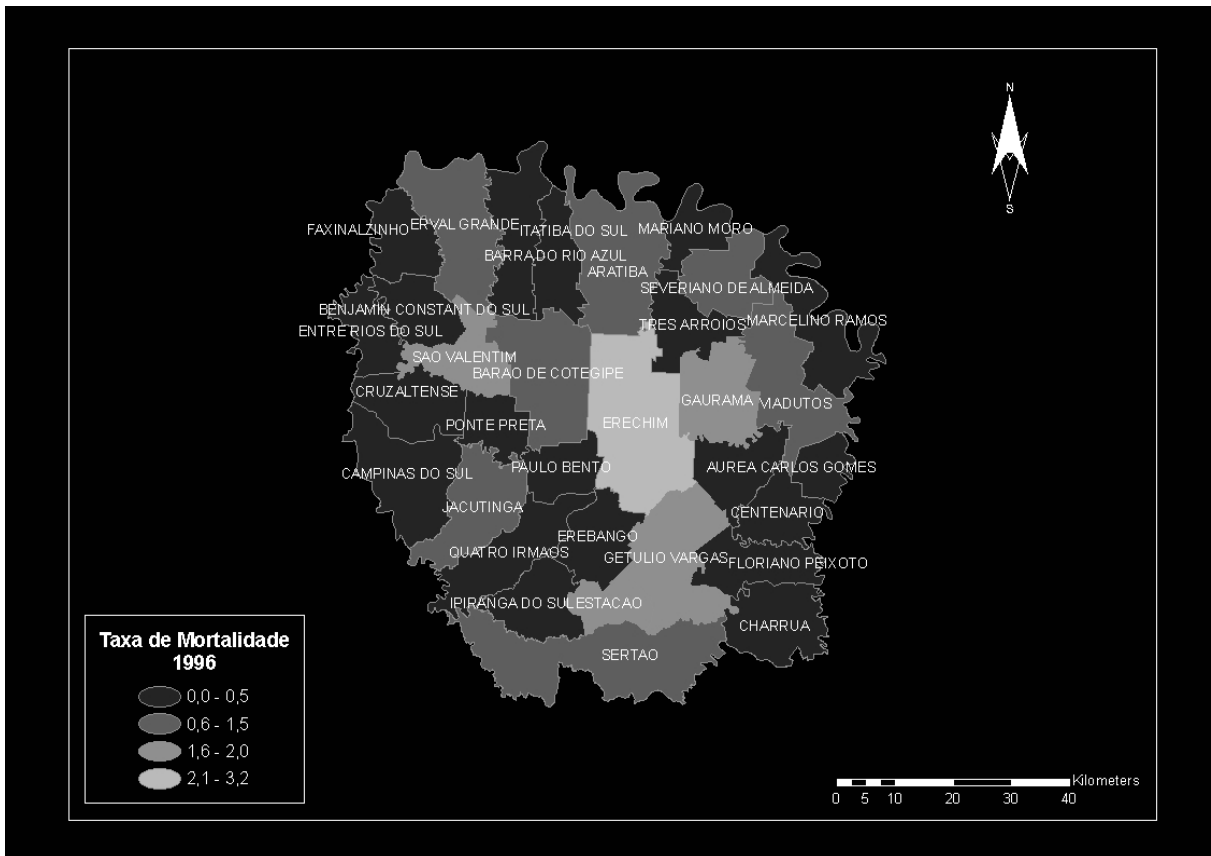 N
S
FAXINALZINHO
ERVAL GRANDE
ITATIBA DO SUL
MARIANO MORO
BARRA DO RIO AZUL
ARATIBA
SEVERIANO DE ALMEIDA
BENJAMIN CONSTANT DO SUL
ENTRE RIOS DO SUL
TRES ARROIOS
MARCELINO RAMOS
SAO VALENTIM
BARAO DE COTEGIPE
CRUZALTENSE
GAURAMA
VIADUTOS
PONTE PRETA
ERECHIM
CAMPINAS DO SUL
PAULO BENTO
AUREA
CARLOS GOMES
JACUTINGA
CENTENARIO
EREBANGO
QUATRO IRMAOS
GETULIO VARGAS
FLORIANO PEIXOTO
IPIRANGA DO SUL
ESTACAO
CHARRUA
SERTAO
Taxa de Mortalidade
1996
0,0 - 0,5
0,6 - 1,5
1,6 - 2,0
2,1 - 3,2
Kilometers
0 5 10 20 30 40